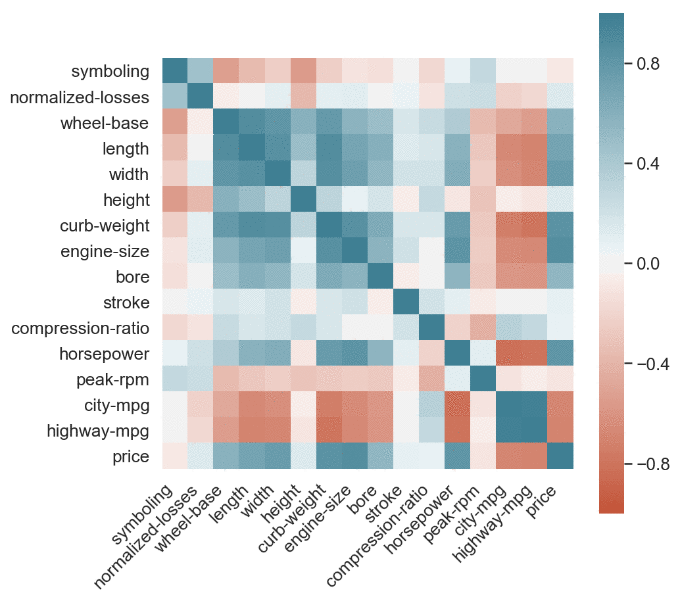 symboling
normalized-losses
wheel-base
length
width
height
curb-weight
engine-size
bore
stroke
compression-ratio
horsepower
peak-rpm
city-mpg
highway-mpg
price
symboling
normalized-losses
wheel-base
length
width
height
curb-weight
engine-size
bore
stroke
compression-ratio
horsepower
peak-rpm
city-mpg
highway-mpg
price
0.8
0.4
0.0
−0.4
−0.8